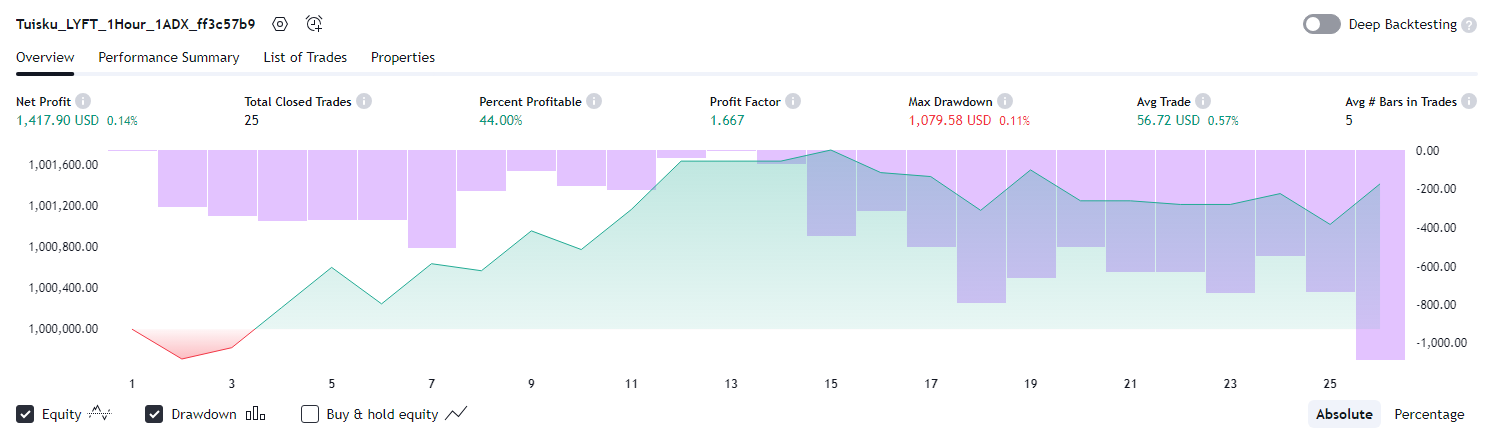 Tuisku_LYFT_1Hour_1ADX_ff3c57b9 Deep Backtesting ?
Overview Performance Summary List of Trades Properties
Net Profit i Total Closed Trades i Percent Profitable i Profit Factor i Max Drawdown i Avg Trade i Avg # Bars in Trades i
1,417.90 USD 0.14% 25 44.00% 1.667 1,079.58 USD 0.11% 56.72 USD 0.57% 5
0.00
1,001,600.00
-200.00
1,001,200.00
-400.00
1,000,800.00
-600.00
1,000,400.00
-800.00
1,000,000.00
-1,000.00
1 3 5 7 9 11 13 15 17 19 21 23 25
Equity Drawdown Buy & hold equity Absolute Percentage